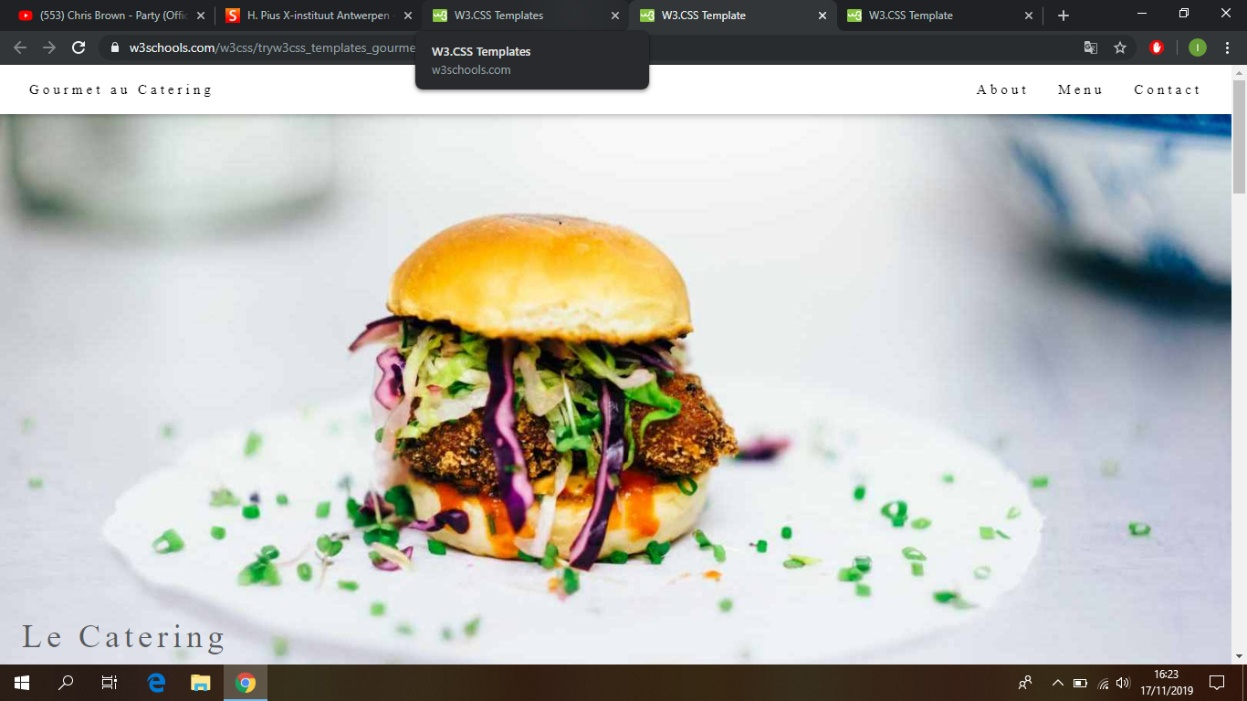 (553) Chris Brown - Party (Offic
H. Pius X-instituut Antwerpen -
W3.CSS Templates
W3.CSS Template
W3.CSS Template
w3schools.com/w3css/tryw3css_templates_gourme
W3.CSS Templates
w3schools.com
Gourmet au Catering
About
Menu
Contact
Le Catering
16:23
17/11/2019